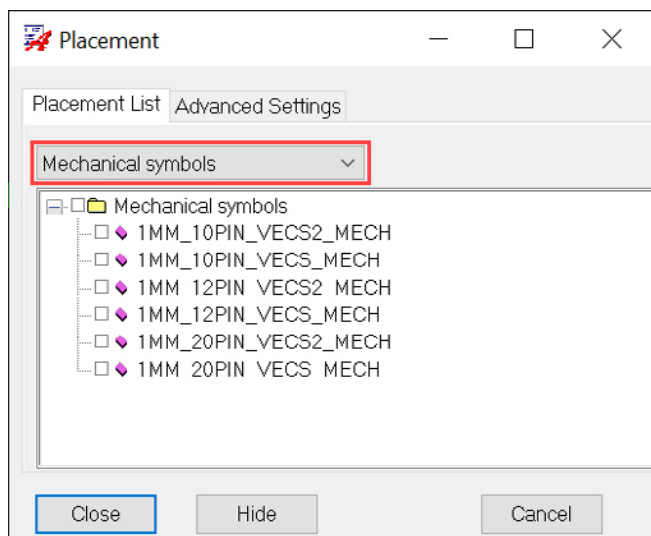 Placement
Placement List
Advanced Settings
Mechanical symbols
Mechanical symbols
1MM_10PIN_VECS2_MECH
1MM_10PIN_VECS_MECH
1MM 12PIN VECS2 MECH
1MM_12PIN_VECS_MECH
1MM_20PIN_VECS2_MECH
1MM 20PIN VECS MECH
Close
Hide
Cancel